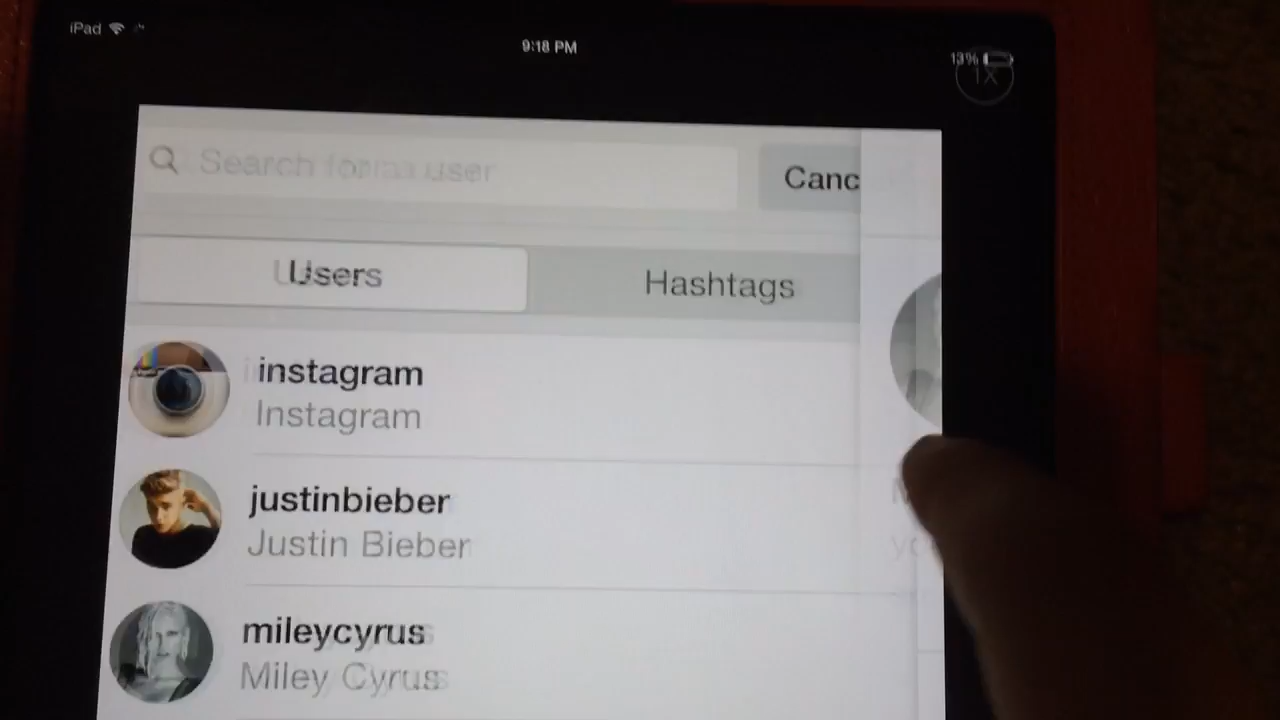 iPad
9:18 PM
13%
1X
Search for a user
Canc
Users
Hashtags
instagram
Instagram
justinbieber
Justin Bieber
mileycyrus
Miley Cyrus